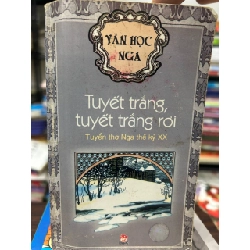 VĂN HỌC
NGA
Tuyết trắng,
tuyết trắng rơi
Tuyển thơ Nga thế kỷ XX